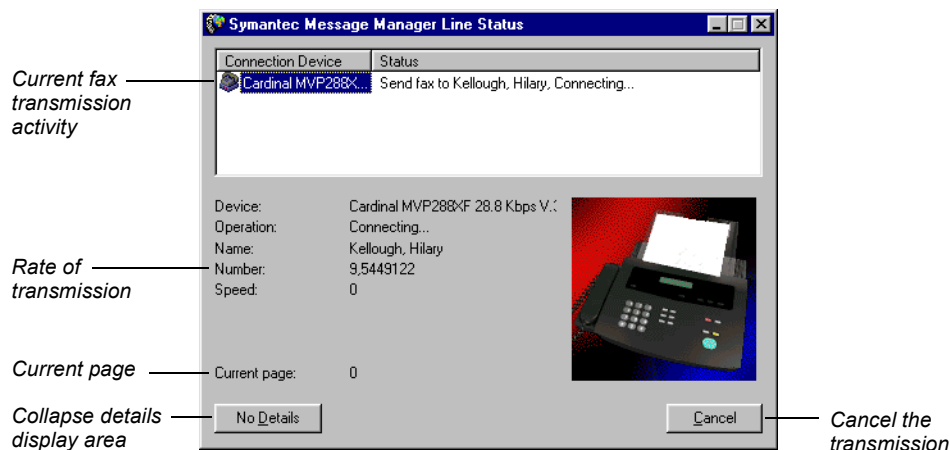 Symantec Message Manager Line Status
Connection Device Status
Cardinal MVP288X... Send fax to Kellough, Hilary, Connecting...
Current fax
transmission
activity
Device: Cardinal MVP288XF 28.8 Kbps V.
Operation: Connecting...
Name: Kellough, Hilary
Number: 9,5449122
Speed: 0
Rate of
transmission
Current page: 0
Current page
No Details
Cancel
Collapse details
display area
Cancel the
transmission